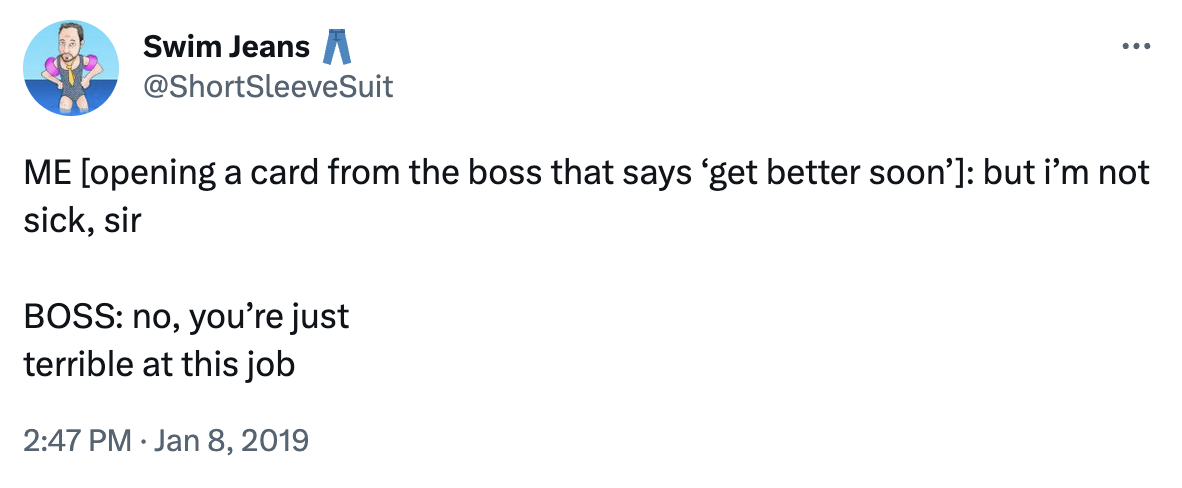 Swim Jeans 👖
@ShortSleeveSuit
ME [opening a card from the boss that says ‘get better soon’]: but i’m not
sick, sir
BOSS: no, you’re just
terrible at this job
2:47 PM · Jan 8, 2019